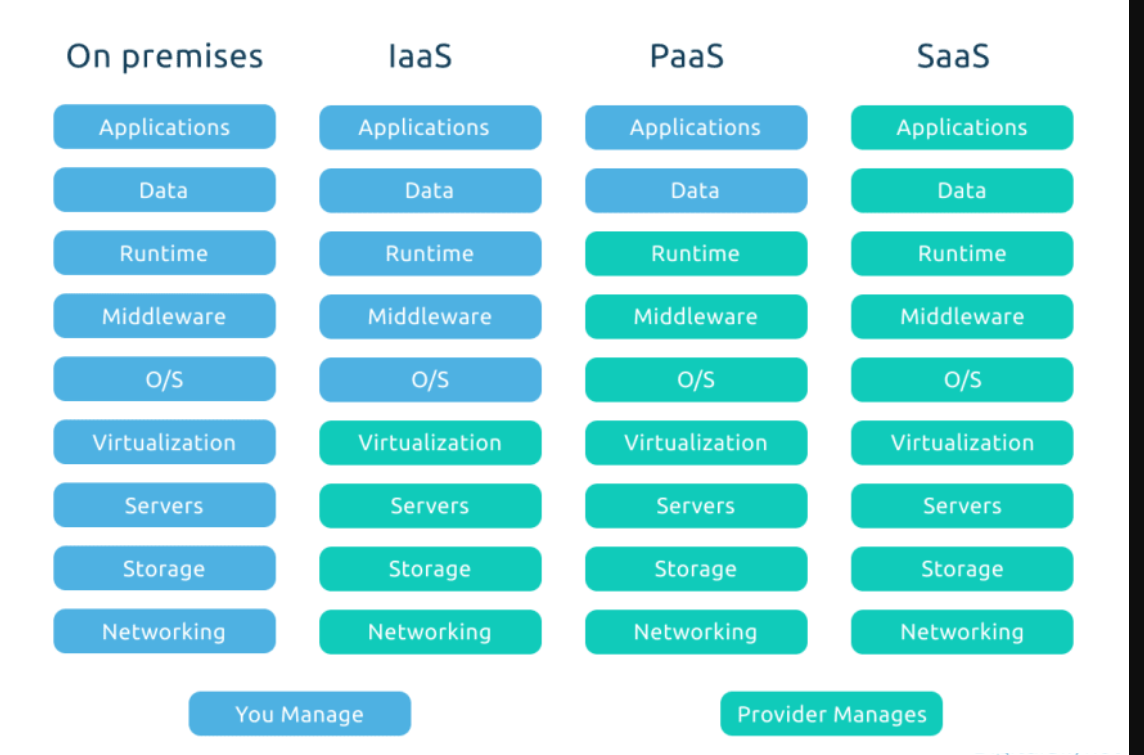 On premises IaaS PaaS SaaS
Applications Applications Applications Applications
Data Data Data Data
Runtime Runtime Runtime Runtime
Middleware Middleware Middleware Middleware
O/S O/S O/S O/S
Virtualization Virtualization Virtualization Virtualization
Servers Servers Servers Servers
Storage Storage Storage Storage
Networking Networking Networking Networking
You Manage Provider Manages